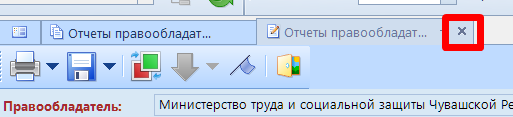 Отчеты правообладат... Отчеты правообладат...
Правообладатель: Министерство труда и социальной защиты Чувашской Ре